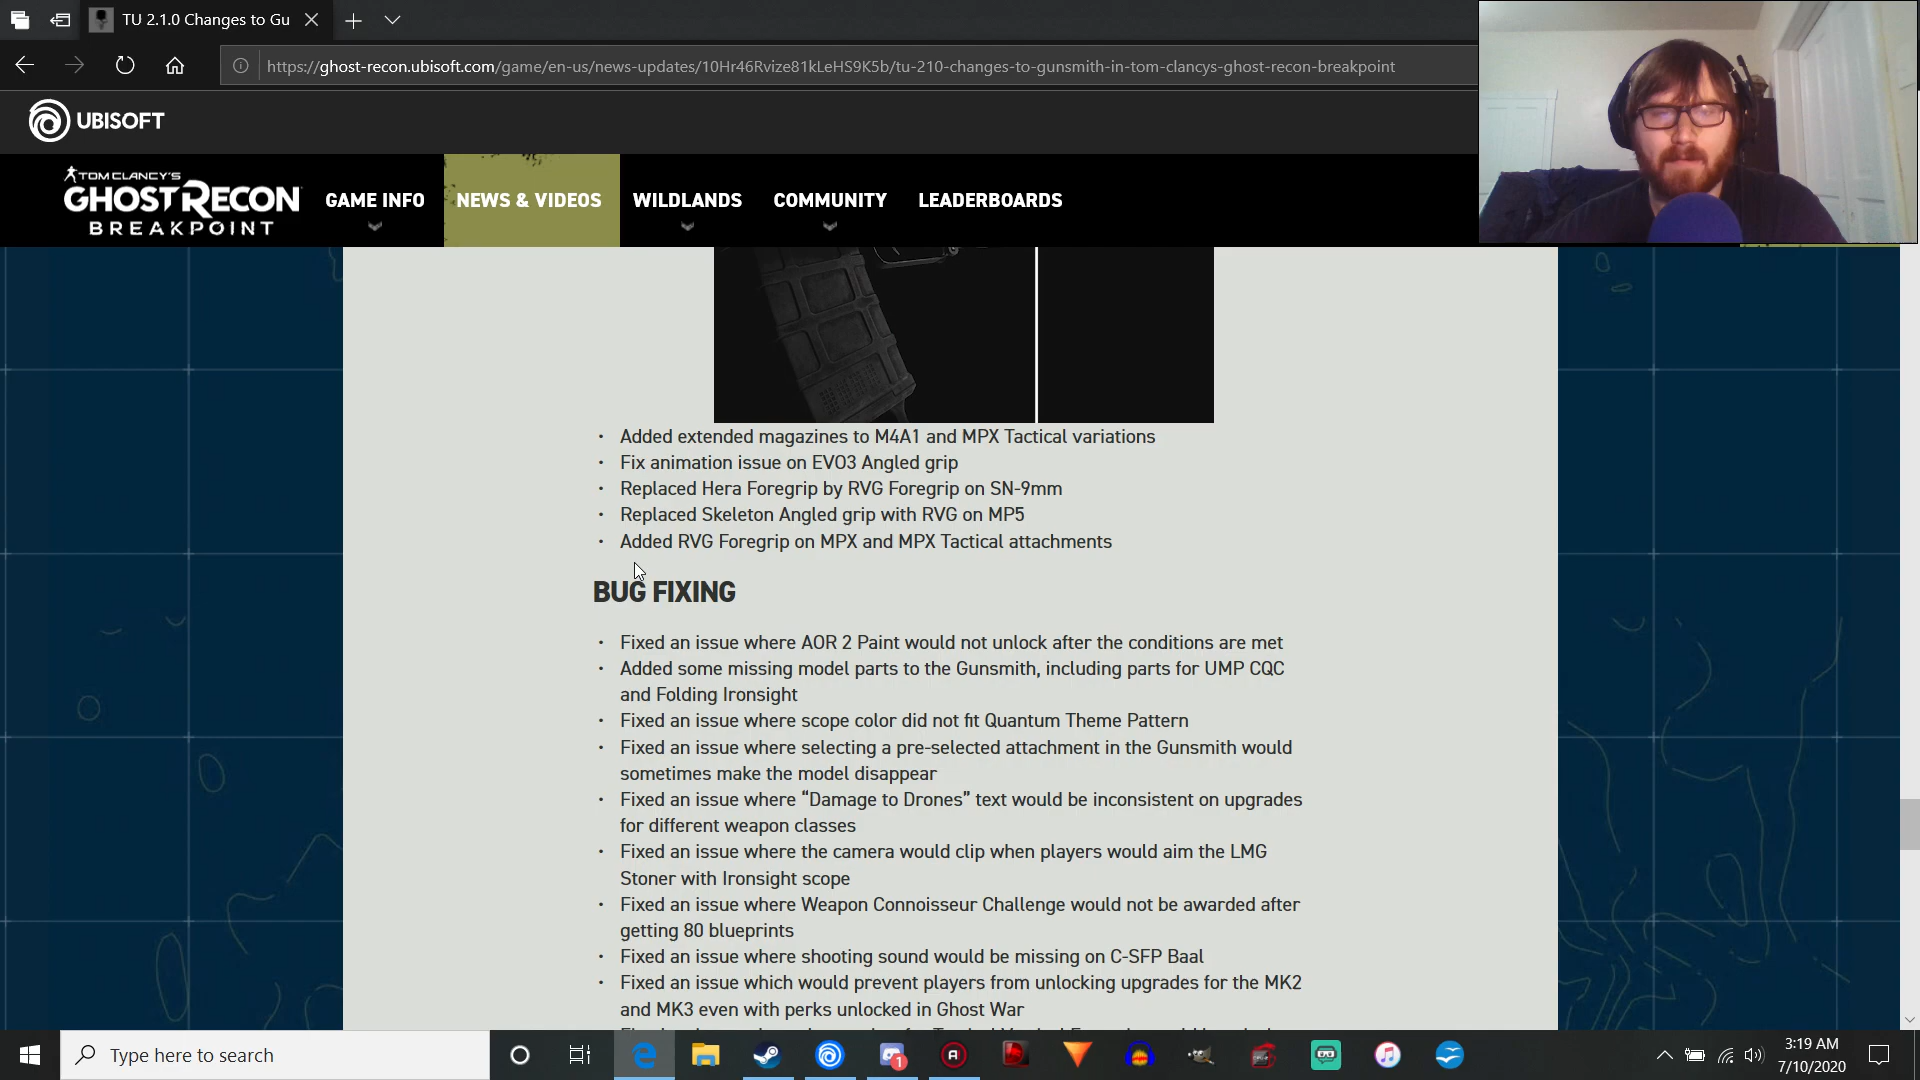 TU 2.1.0 Changes to Gu
https://ghost-recon.ubisoft.com/game/en-us/news-updates/10Hr46Rvize81kLeHS9K5b/tu-210-changes-to-gunsmith-in-tom-clancys-ghost-recon-breakpoint
UBISOFT
TOM CLANCY'S
GHOST RECON
BREAKPOINT
GAME INFO NEWS & VIDEOS WILDLANDS COMMUNITY LEADERBOARDS
· Added extended magazines to M4A1 and MPX Tactical variations
· Fix animation issue on EVO3 Angled grip
· Replaced Hera Foregrip by RVG Foregrip on SN-9mm
· Replaced Skeleton Angled grip with RVG on MP5
· Added RVG Foregrip on MPX and MPX Tactical attachments
BUG FIXING
· Fixed an issue where AOR 2 Paint would not unlock after the conditions are met
· Added some missing model parts to the Gunsmith, including parts for UMP CQC
and Folding Ironsight
· Fixed an issue where scope color did not fit Quantum Theme Pattern
· Fixed an issue where selecting a pre-selected attachment in the Gunsmith would
sometimes make the model disappear
· Fixed an issue where “Damage to Drones” text would be inconsistent on upgrades
for different weapon classes
· Fixed an issue where the camera would clip when players would aim the LMG
Stoner with Ironsight scope
· Fixed an issue where Weapon Connoisseur Challenge would not be awarded after
getting 80 blueprints
· Fixed an issue where shooting sound would be missing on C-SFP Baal
· Fixed an issue which would prevent players from unlocking upgrades for the MK2
and MK3 even with perks unlocked in Ghost War
Type here to search
1
3:19 AM
7/10/2020